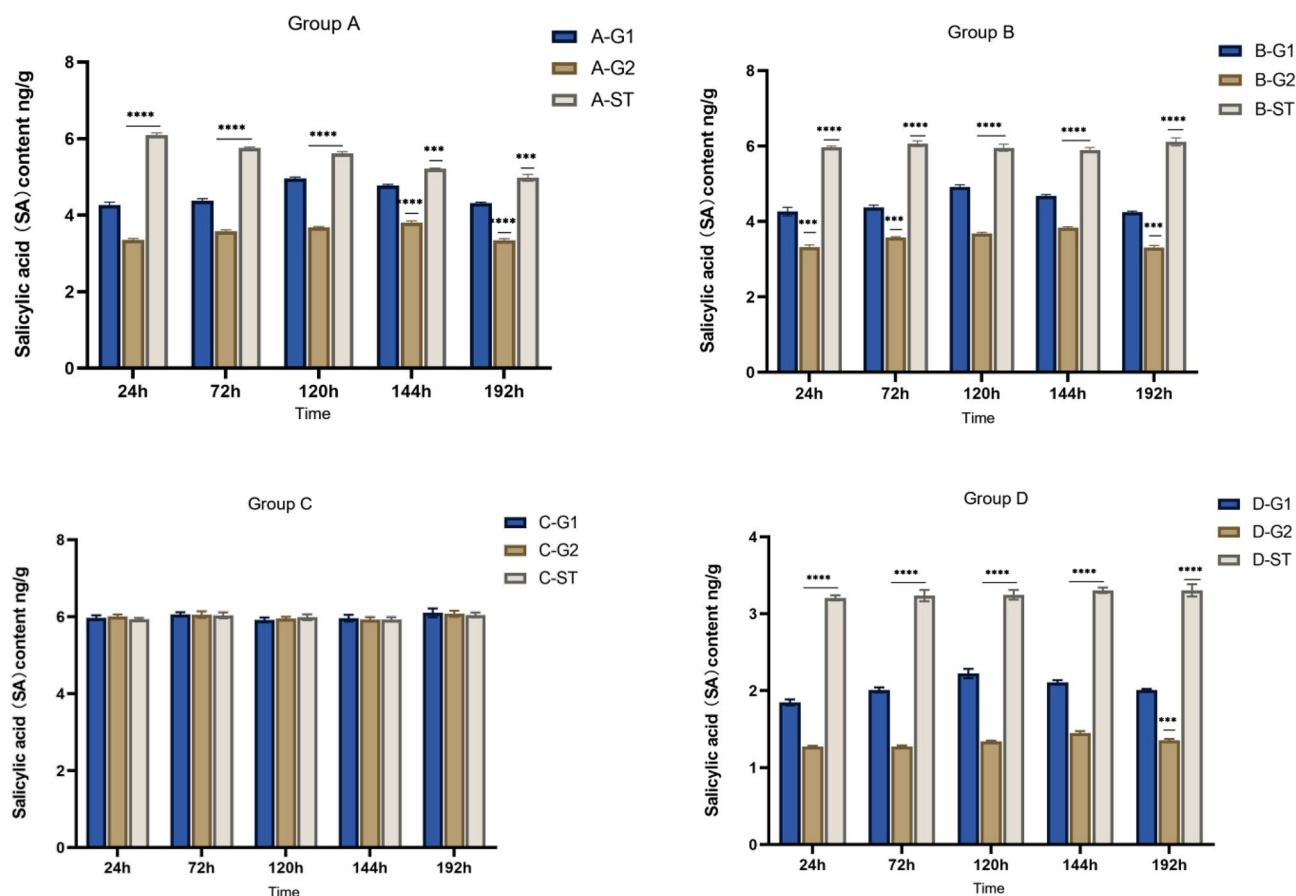 Group A
A-G1
A-G2
A-ST
Salicylic acid (SA) content ng/g
8
6
4
2
0
**** **** **** *** ***
**** ****
24h 72h 120h 144h 192h
Time
Group B
B-G1
B-G2
B-ST
Salicylic acid (SA) content ng/g
8
6
4
2
0
**** **** **** **** ****
*** *** ***
24h 72h 120h 144h 192h
Time
Group C
C-G1
C-G2
C-ST
Salicylic acid (SA) content ng/g
8
6
4
2
0
24h 72h 120h 144h 192h
Time
Group D
D-G1
D-G2
D-ST
Salicylic acid (SA) content ng/g
4
3
2
1
0
**** **** **** **** ****
***
24h 72h 120h 144h 192h
Time